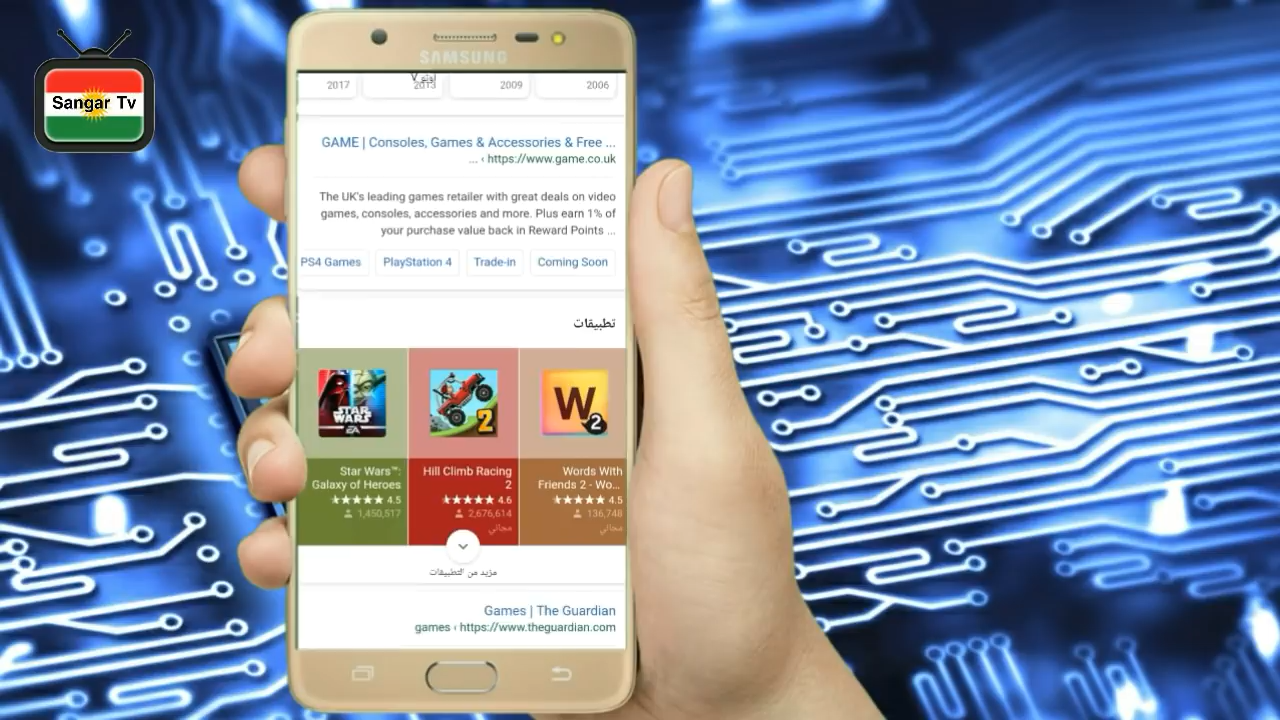 Sangar Tv
SAMSUNG
2017
2013
2009
2006
GAME | Consoles, Games & Accessories & Free ...
... ‹ https://www.game.co.uk
The UK's leading games retailer with great deals on video
games, consoles, accessories and more. Plus earn 1% of
your purchase value back in Reward Points ...
PS4 Games
PlayStation 4
Trade-in
Coming Soon
تطبيقات
STAR
WARS
EA
2
W
2
Star Wars™:
Galaxy of Heroes
4.5
1,450,517
Hill Climb Racing
2
4.6
2,676,614
مجاني
Words With
Friends 2 - Wo...
4.5
136,748
مجاني
مزيد من التطبيقات
Games | The Guardian
games ‹ https://www.theguardian.com